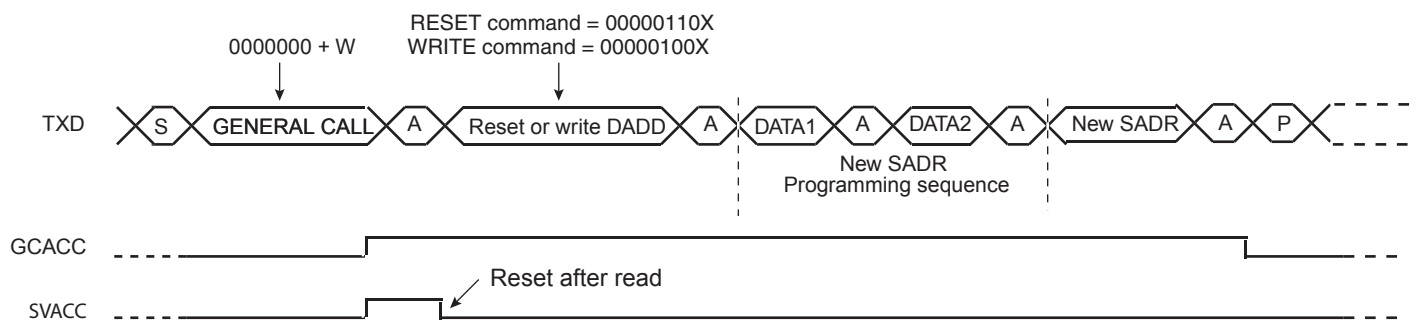 RESET command = 00000110X
0000000 + W
WRITE command = 00000100X
TXD
S
GENERAL CALL
A
Reset or write DADD
A
DATA1
A
DATA2
A
New SADR
A
P
New SADR
Programming sequence
GCACC
Reset after read
SVACC